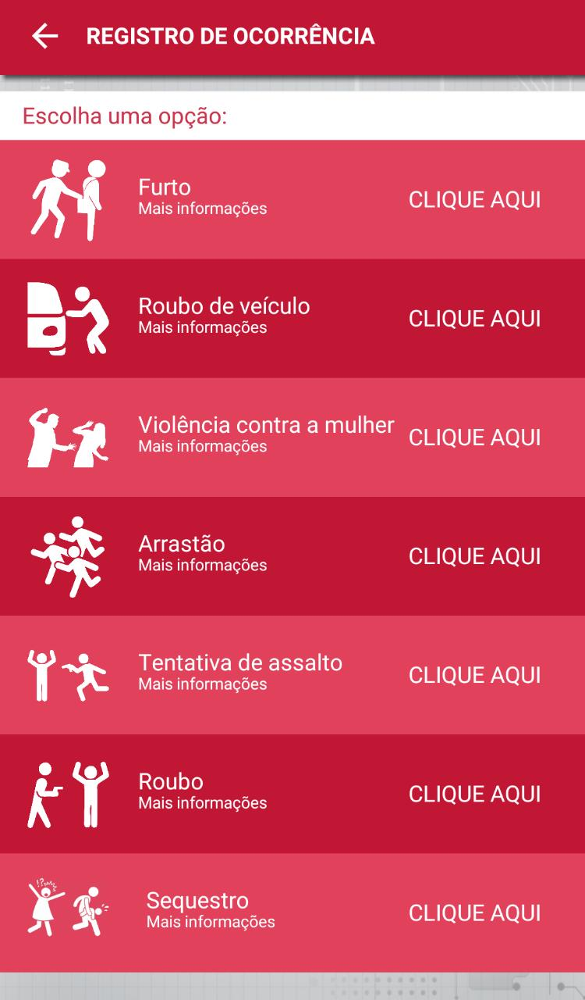 REGISTRO DE OCORRÊNCIA
Escolha uma opção:
Furto
Mais informações
CLIQUE AQUI
Roubo de veículo
Mais informações
CLIQUE AQUI
Violência contra a mulher
Mais informações
CLIQUE AQUI
Arrastão
Mais informações
CLIQUE AQUI
Tentativa de assalto
Mais informações
CLIQUE AQUI
Roubo
Mais informações
CLIQUE AQUI
!?
Sequestro
Mais informações
CLIQUE AQUI